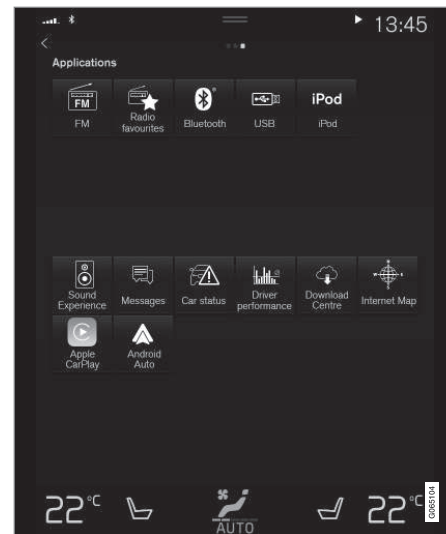 13:45
Applications
FM
FM
Radio
favourites
Bluetooth
USB
iPod
iPod
Sound
Experience
Messages
Car status
Driver
performance
Download
Centre
Internet Map
Apple
CarPlay
Android
Auto
22°C
AUTO
22°C
G065104